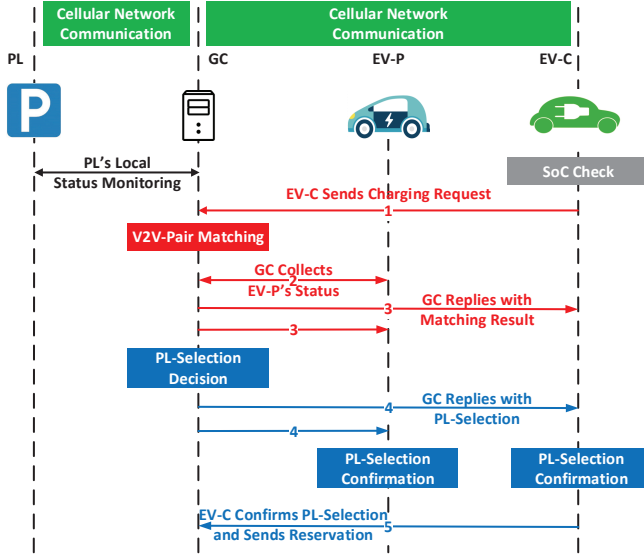 Cellular Network
Communication
Cellular Network
Communication
PL
GC
EV-P
EV-C
P
PL's Local
Status Monitoring
SoC Check
EV-C Sends Charging Request
1
V2V-Pair Matching
GC Collects
2
EV-P's Status
3
GC Replies with
Matching Result
3
PL-Selection
Decision
4
GC Replies with
PL-Selection
4
PL-Selection
Confirmation
PL-Selection
Confirmation
EV-C Confirms PL-Selection
5
and Sends Reservation